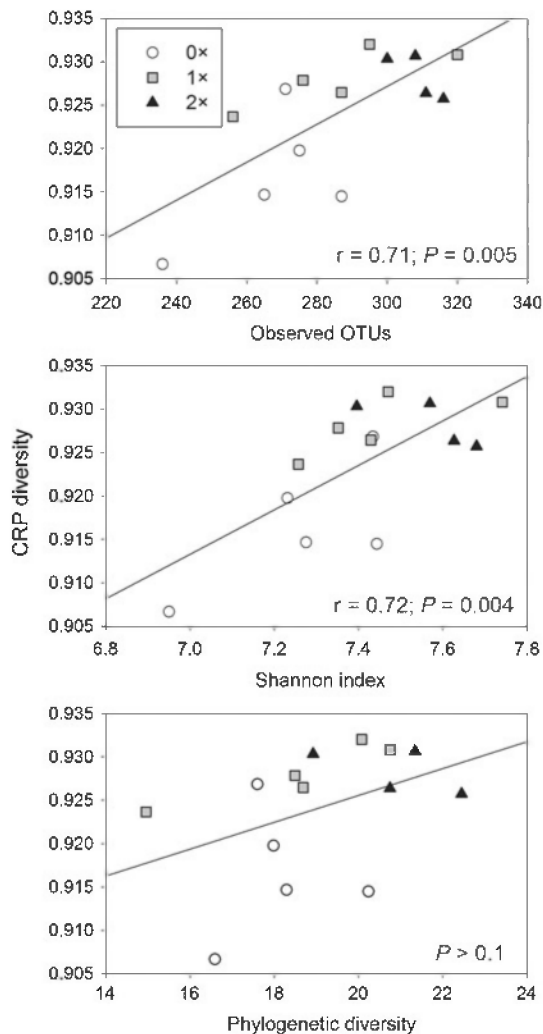 0.935
0.930
0.925
0.920
0.915
0.910
0.905
0×
1×
2×
r = 0.71; P = 0.005
220 240 260 280 300 320 340
Observed OTUs
CRP diversity
0.935
0.930
0.925
0.920
0.915
0.910
0.905
r = 0.72; P = 0.004
6.8 7.0 7.2 7.4 7.6 7.8
Shannon index
0.935
0.930
0.925
0.920
0.915
0.910
0.905
P > 0.1
14 16 18 20 22 24
Phylogenetic diversity